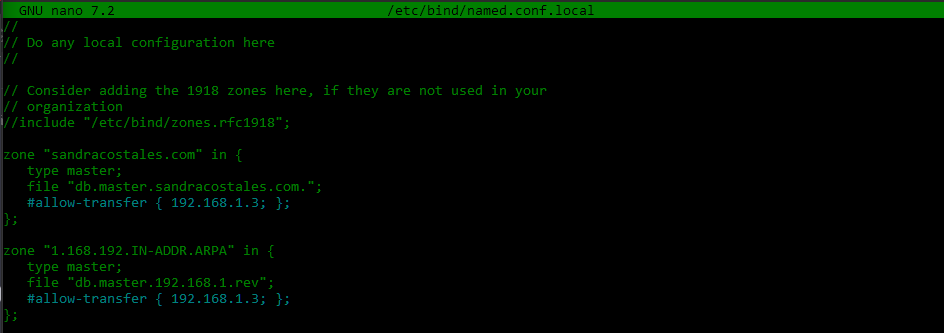 GNU nano 7.2 /etc/bind/named.conf.local
//
// Do any local configuration here
//
// Consider adding the 1918 zones here, if they are not used in your
// organization
//include "/etc/bind/zones.rfc1918";
zone "sandracostales.com" in {
type master;
file "db.master.sandracostales.com.";
#allow-transfer { 192.168.1.3; };
};
zone "1.168.192.IN-ADDR.ARPA" in {
type master;
file "db.master.192.168.1.rev";
#allow-transfer { 192.168.1.3; };
};